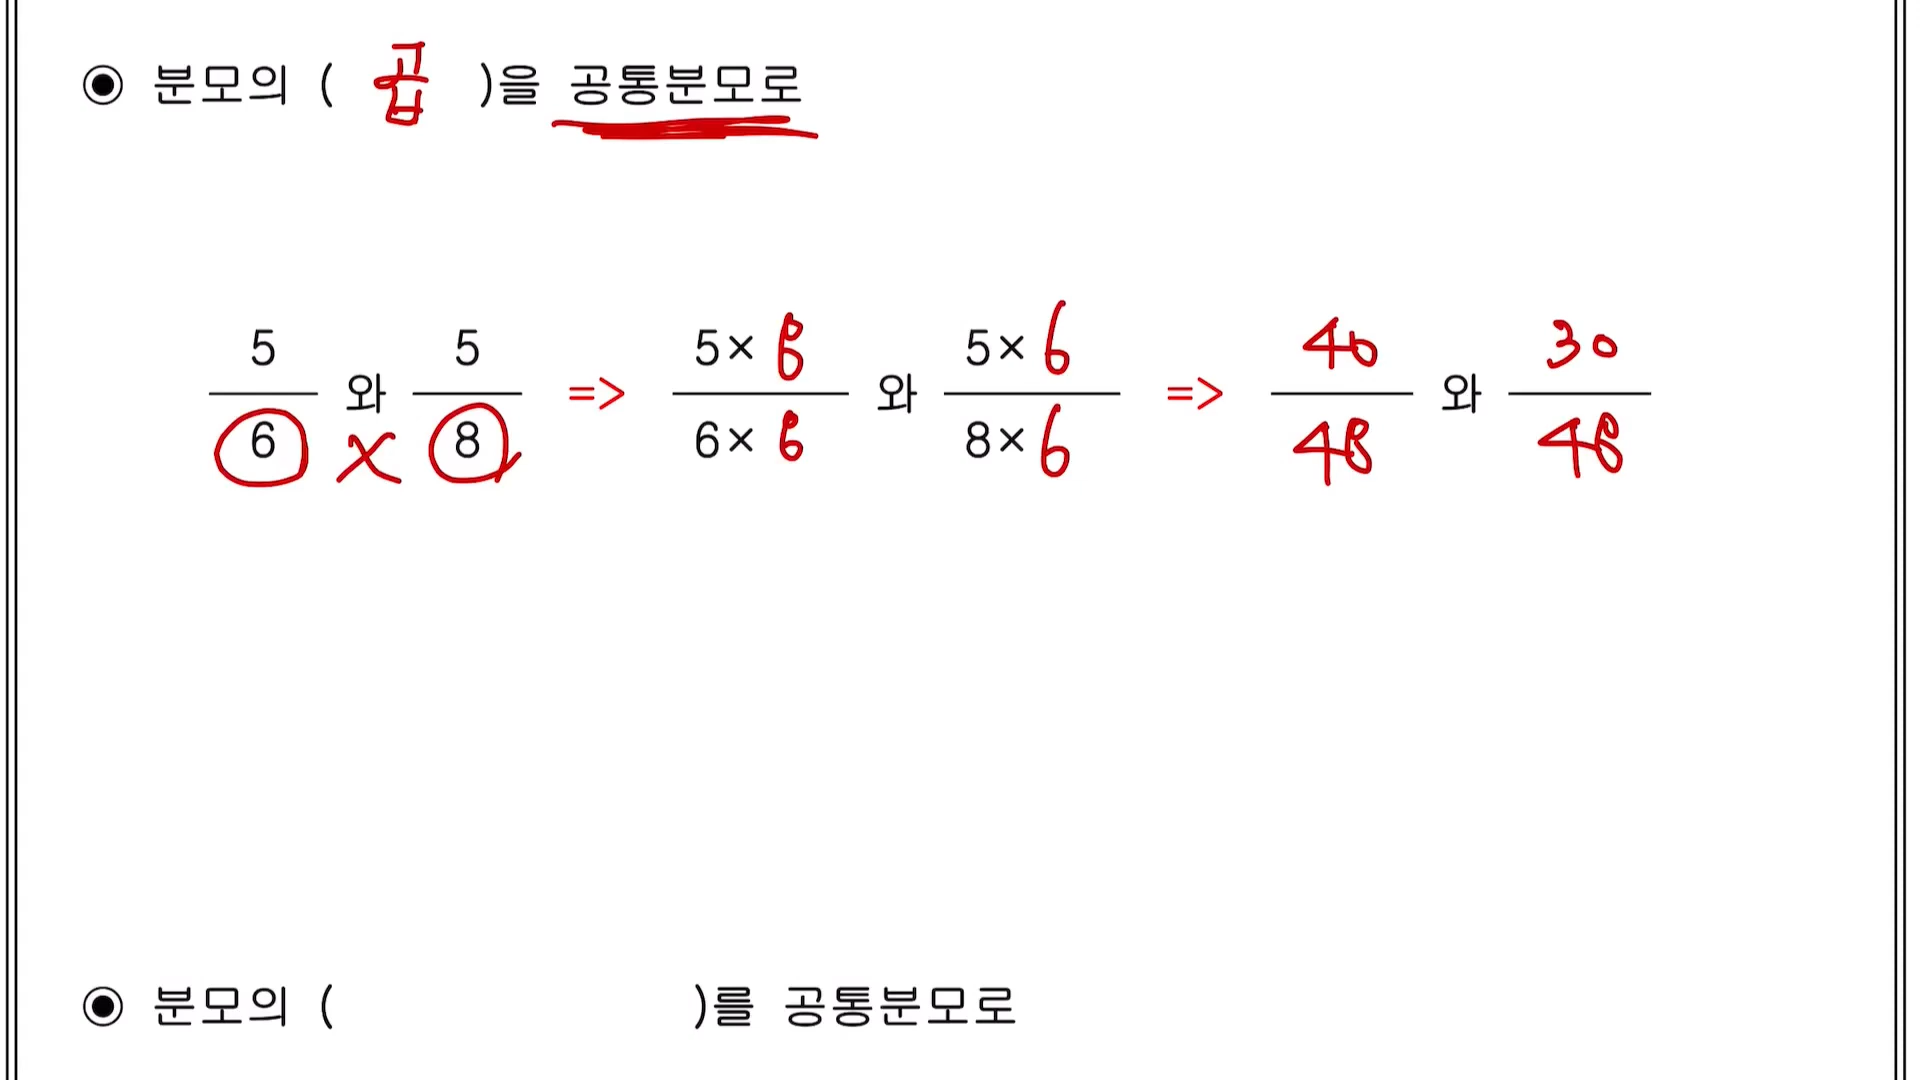 ◉ 분모의 ( 곱 )을 공통분모로
5 5 5× 8 5× 6 40 30
와 => 와 => 와
6 × 8 6× 8 8× 6 48 48
◉ 분모의 ( )를 공통분모로